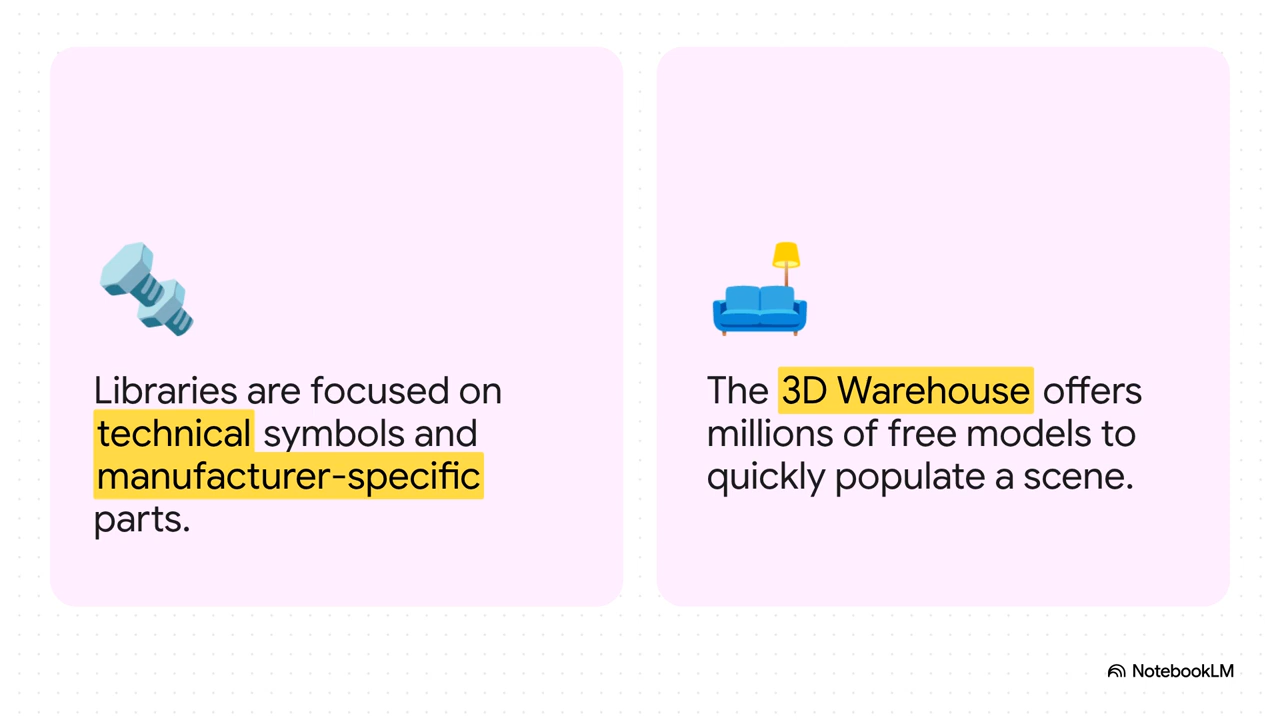 Libraries are focused on
technical symbols and
manufacturer-specific
parts.
The 3D Warehouse offers
millions of free models to
quickly populate a scene.
NotebookLM